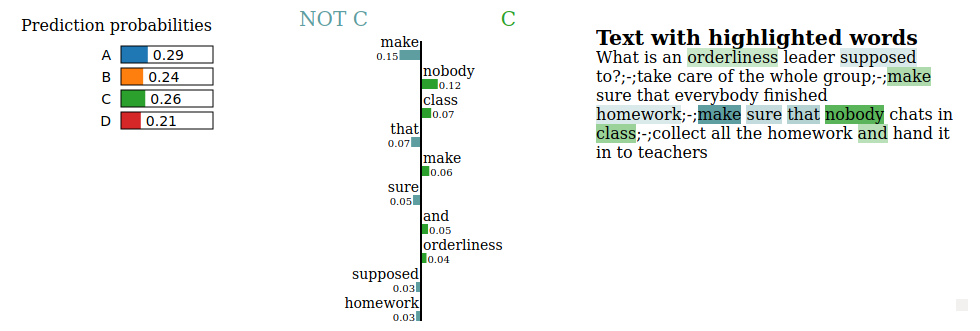 Prediction probabilities
A 0.29
B 0.24
C 0.26
D 0.21
NOT C
C
make
0.15
nobody
0.12
class
0.07
that
0.07
make
0.06
sure
0.05
and
0.05
orderliness
0.04
supposed
0.03
homework
0.03
Text with highlighted words
What is an orderliness leader supposed
to?;-;take care of the whole group;-;make
sure that everybody finished
homework;-;make sure that nobody chats in
class;-;collect all the homework and hand it
in to teachers